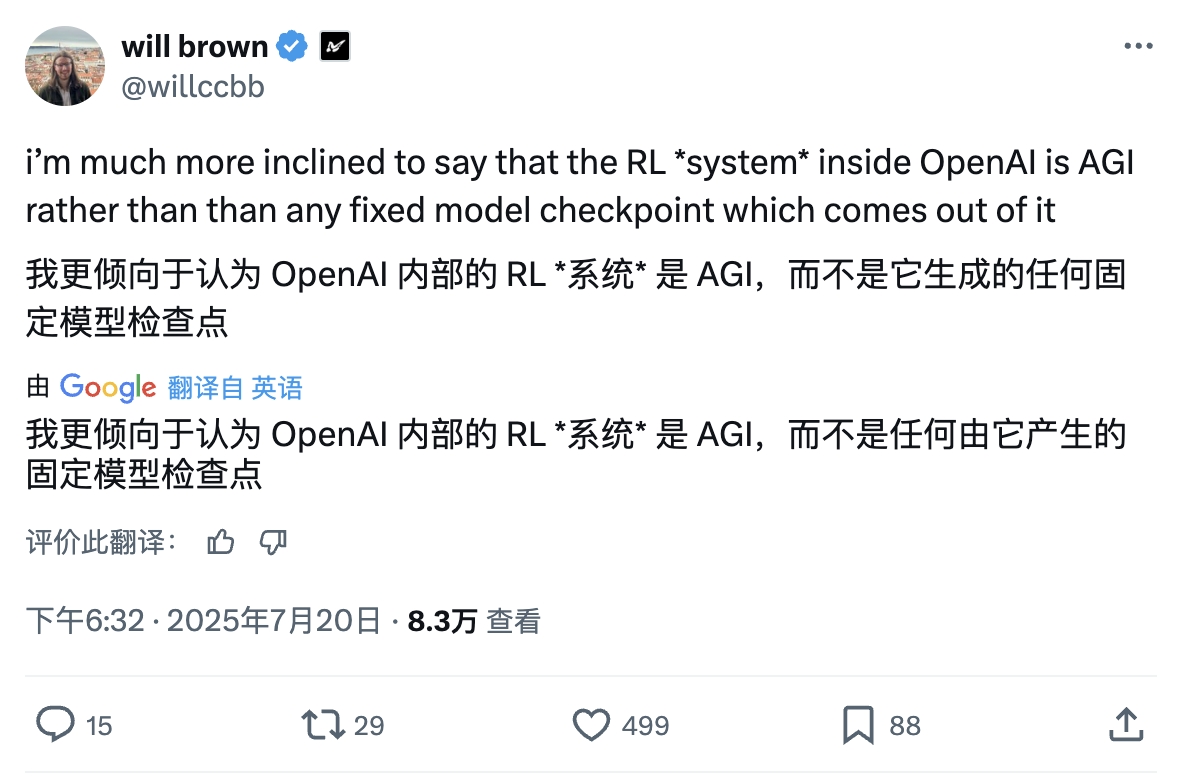 will brown
@willccbb
i’m much more inclined to say that the RL *system* inside OpenAI is AGI
rather than than any fixed model checkpoint which comes out of it
我更倾向于认为 OpenAI 内部的 RL *系统* 是 AGI，而不是它生成的任何固
定模型检查点
由 Google 翻译自 英语
我更倾向于认为 OpenAI 内部的 RL *系统* 是 AGI，而不是任何由它产生的
固定模型检查点
评价此翻译：
下午6:32 · 2025年7月20日 · 8.3万 查看
15 29 499 88